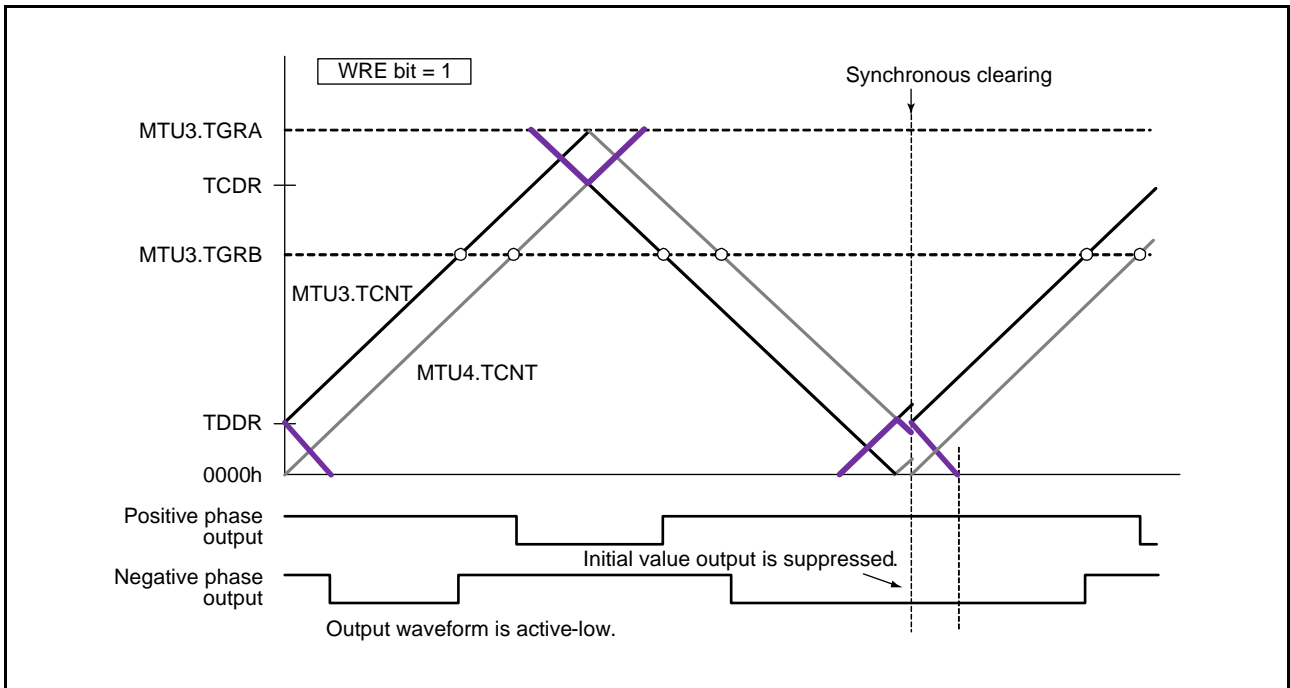 WRE bit = 1
Synchronous clearing
MTU3.TGRA
TCDR
MTU3.TGRB
MTU3.TCNT
MTU4.TCNT
TDDR
0000h
Positive phase
output
Initial value output is suppressed.
Negative phase
output
Output waveform is active-low.